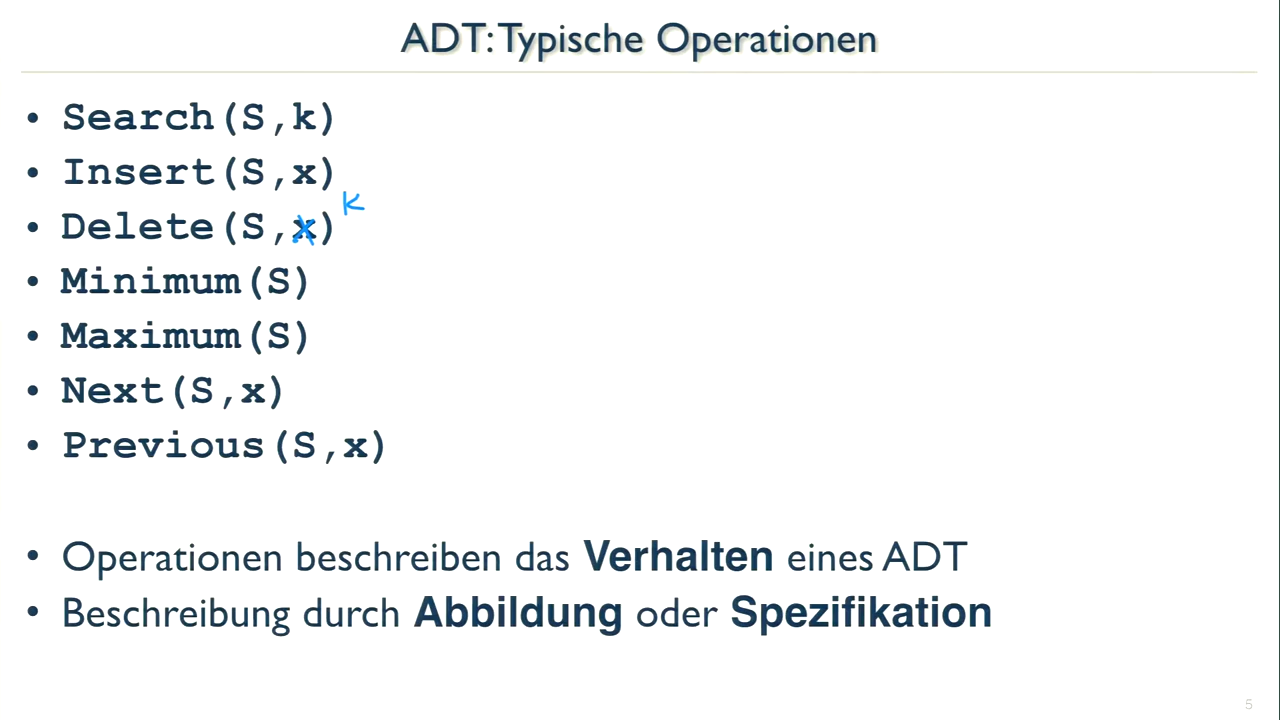 ADT: Typische Operationen
• Search(S,k)
• Insert(S,x)
K
• Delete(S,x)
• Minimum(S)
• Maximum(S)
• Next(S,x)
• Previous(S,x)
• Operationen beschreiben das Verhalten eines ADT
• Beschreibung durch Abbildung oder Spezifikation
5